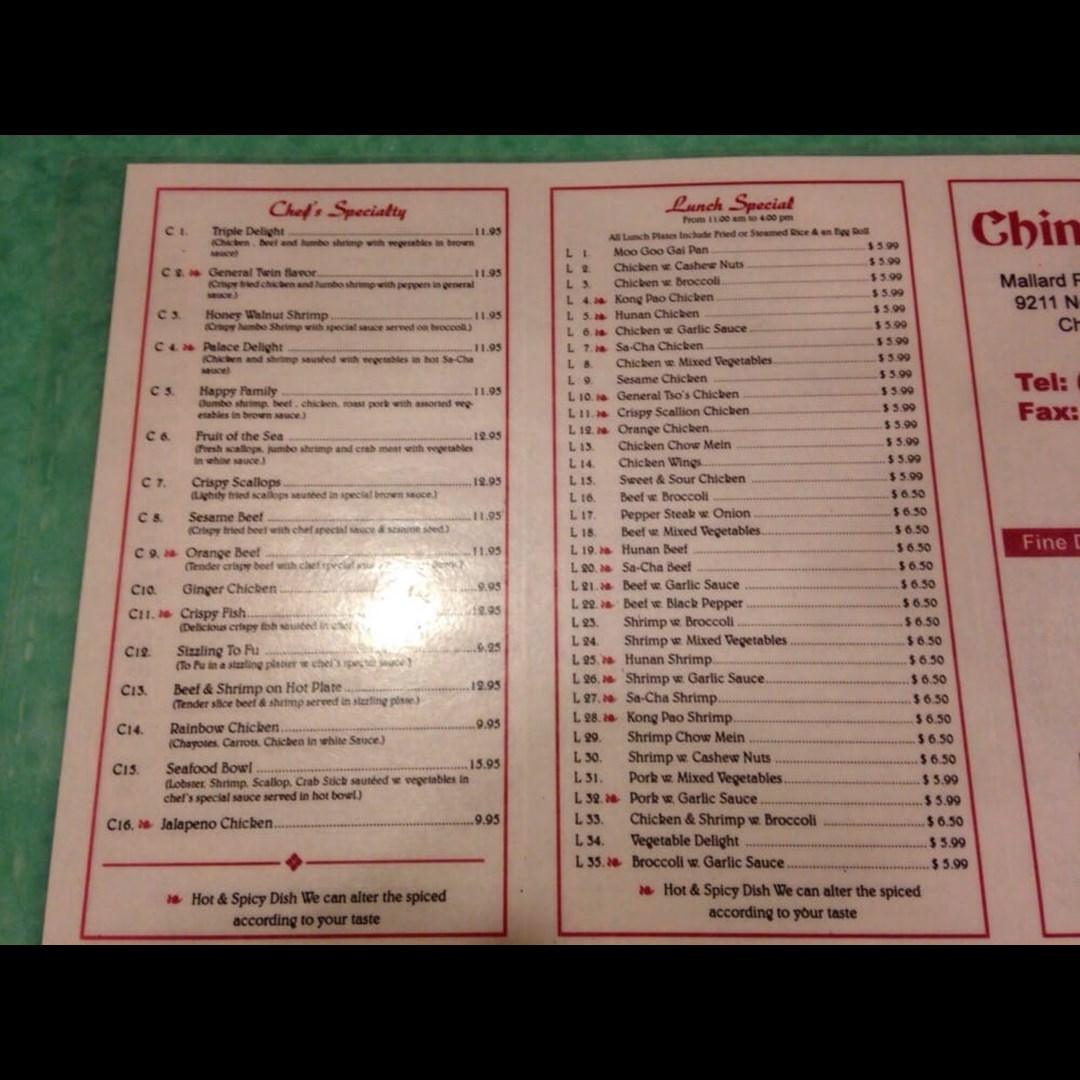 Chef's Specialty
C 1. Triple Delight 11.95
(Chicken , Beef and Jumbo shrimp with vegetables in brown
sauce)
C 2. General Twin flavor 11.95
(Crispy fried chicken and Jumbo shrimp with peppers in general
sauce.)
C 3. Honey Walnut Shrimp 11.95
(Crispy Jumbo Shrimp with special sauce served on broccoli.)
C 4. Palace Delight 11.95
(Chicken and shrimp sautéed with vegetables in hot Sa-Cha
sauce)
C 5. Happy Family 11.95
(Jumbo shrimp, beef , chicken, roast pork with assorted veg-
etables in brown sauce.)
C 6. Fruit of the Sea 12.95
(Fresh scallops, jumbo shrimp and crab meat with vegetables
in white sauce.)
C 7. Crispy Scallops 12.95
(Lightly fried scallops sautéed in special brown sauce.)
C 8. Sesame Beef 11.95
(Crispy fried beef with chef special sauce & sesame seed.)
C 9. Orange Beef 11.95
(Tender crispy beef with chef special
C10. Ginger Chicken 9.95
C11. Crispy Fish 12.95
(Delicious crispy fish sautéed in chef
C12. Sizzling To Fu
(To Fu in a sizzling platter w chef's special sauce)
C13. Beef & Shrimp on Hot Plate 12.95
(Tender slice beef & shrimp served in sizzling plate.)
C14. Rainbow Chicken 9.95
(Chayotes, Carrots, Chicken in white Sauce.)
C15. Seafood Bowl 15.95
(Lobster, Shrimp, Scallop, Crab Stick sautéed w. vegetables in
chef's special sauce served in hot bowl.)
C16. Jalapeno Chicken 9.95
Hot & Spicy Dish We can alter the spiced
according to your taste
Lunch Special
From 11:00 am to 4:00 pm
All Lunch Plates Include Fried or Steamed Rice & an Egg Roll
L 1. Moo Goo Gai Pan $ 5.99
L 2. Chicken w. Cashew Nuts $ 5.99
L 3. Chicken w. Broccoli $ 5.99
L 4. Kong Pao Chicken $ 5.99
L 5. Hunan Chicken $ 5.99
L 6. Chicken w. Garlic Sauce $ 5.99
L 7. Sa-Cha Chicken $ 5.99
L 8. Chicken w. Mixed Vegetables $ 5.99
L 9. Sesame Chicken $ 5.99
L 10. General Tso's Chicken $ 5.99
L 11. Crispy Scallion Chicken $ 5.99
L 12. Orange Chicken $ 5.99
L 13. Chicken Chow Mein $ 5.99
L 14. Chicken Wings $ 5.99
L 15. Sweet & Sour Chicken $ 5.99
L 16. Beef w. Broccoli $ 6.50
L 17. Pepper Steak w. Onion $ 6.50
L 18. Beef w. Mixed Vegetables $ 6.50
L 19. Hunan Beef $ 6.50
L 20. Sa-Cha Beef $ 6.50
L 21. Beef w. Garlic Sauce $ 6.50
L 22. Beef w. Black Pepper $ 6.50
L 23. Shrimp w. Broccoli $ 6.50
L 24. Shrimp w. Mixed Vegetables $ 6.50
L 25. Hunan Shrimp $ 6.50
L 26. Shrimp w. Garlic Sauce $ 6.50
L 27. Sa-Cha Shrimp $ 6.50
L 28. Kong Pao Shrimp $ 6.50
L 29. Shrimp Chow Mein $ 6.50
L 30. Shrimp w. Cashew Nuts $ 6.50
L 31. Pork w. Mixed Vegetables $ 5.99
L 32. Pork w. Garlic Sauce $ 5.99
L 33. Chicken & Shrimp w. Broccoli $ 6.50
L 34. Vegetable Delight $ 5.99
L 35. Broccoli w. Garlic Sauce $ 5.99
Hot & Spicy Dish We can alter the spiced
according to your taste
Chin
Mallard
9211 N
Ch
Tel:
Fax:
Fine